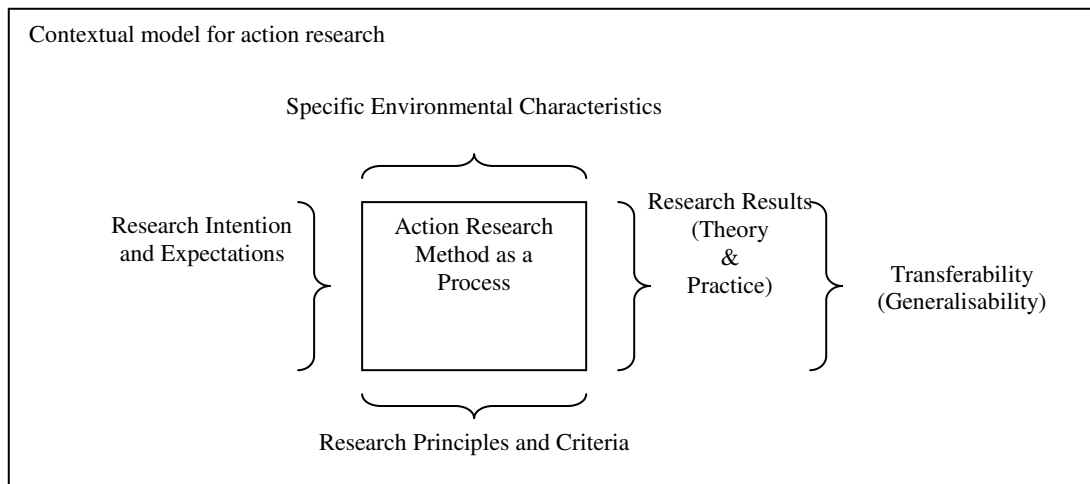 Contextual model for action research
Specific Environmental Characteristics
Research Intention
and Expectations
Action Research
Method as a
Process
Research Results
(Theory
&
Practice)
Transferability
(Generalisability)
Research Principles and Criteria